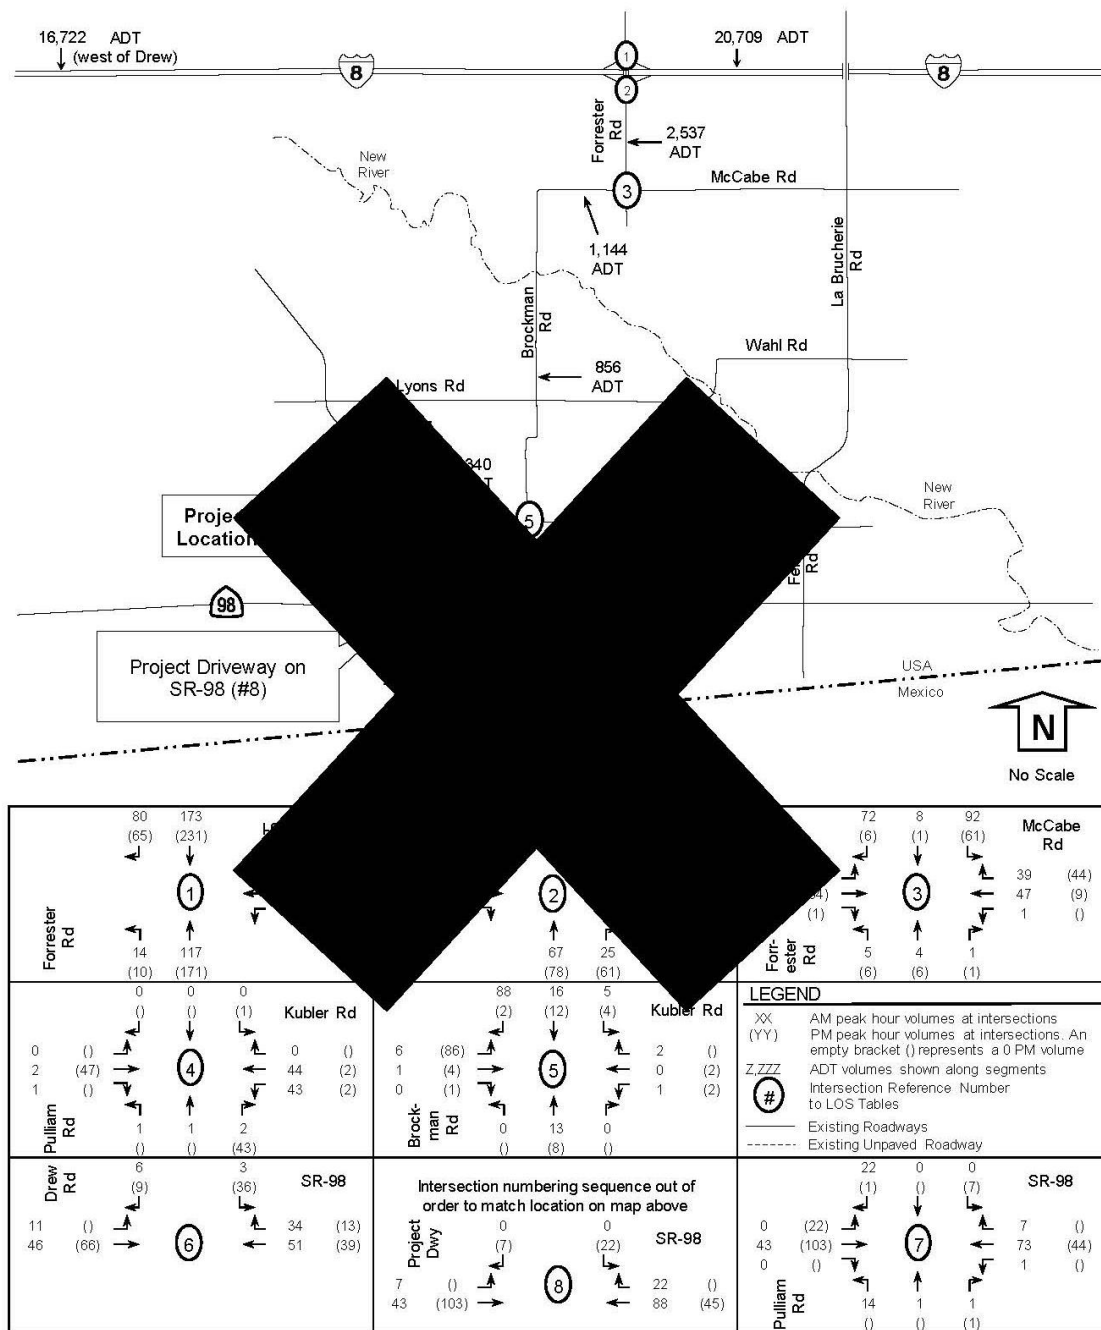 16,722 ADT
(west of Drew)
20,709 ADT
8
8
1
2
Forrester
Rd
2,537
ADT
New
River
3
McCabe Rd
1,144
ADT
La Brucherie
Rd
Brockman
Rd
Wahl Rd
856
ADT
Lyons Rd
340
5
New
River
Location
Rd
98
Project Driveway on
SR-98 (#8)
USA
Mexico
N
No Scale
80 173
(65) (231)
1
Forrester
Rd
14 117
(10) (171)
2
67 25
(78) (61)
72 8 92
(6) (1) (61)
McCabe
Rd
39 (44)
3
47 (9)
(1)
1 ()
Forr-
ester
Rd
5 4 1
(6) (6) (1)
0 0 0
() () (1)
Kubler Rd
0 () 0 ()
2 (47) 4 44 (2)
1 () 43 (2)
Pulliam
Rd
1 1 2
() () (43)
88 16 5
(2) (12) (4)
Kubler Rd
6 (86) 2 ()
1 (4) 5 0 (2)
0 (1) 1 (2)
Brock-
man
Rd
0 13 0
() (8) ()
LEGEND
XX AM peak hour volumes at intersections
(YY) PM peak hour volumes at intersections. An
empty bracket () represents a 0 PM volume
Z,ZZZ ADT volumes shown along segments
# Intersection Reference Number
to LOS Tables
Existing Roadways
Existing Unpaved Roadway
Drew
Rd
6 3
(9) (36)
SR-98
11 () 34 (13)
46 (66) 6 51 (39)
Intersection numbering sequence out of
order to match location on map above
Project
Dwy
0 0
(7) (22)
SR-98
7 () 22 ()
43 (103) 8 88 (45)
22 0 0
(1) () (7)
SR-98
0 (22) 7 ()
43 (103) 7 73 (44)
0 () 1 ()
Pulliam
Rd
14 1 1
() () (1)